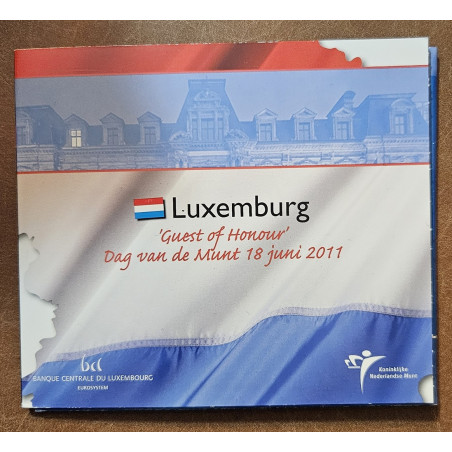 Luxemburg
'Guest of Honour'
Dag van de Munt 18 juni 2011
bcl
BANQUE CENTRALE DU LUXEMBOURG
EUROSYSTEM
Koninklijke
Nederlandse Munt